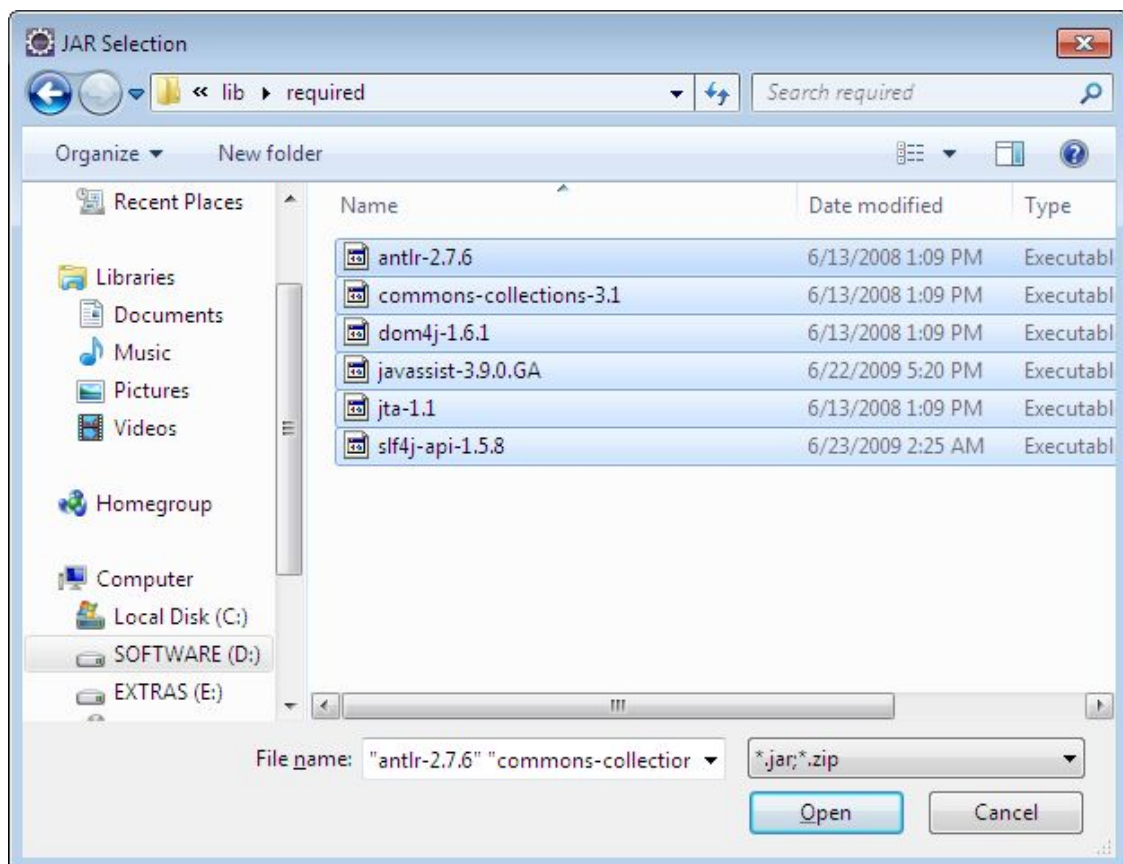 JAR Selection
« lib ▸ required
Search required
Organize ▾ New folder
Recent Places
Libraries
Documents
Music
Pictures
Videos
Homegroup
Computer
Local Disk (C:)
SOFTWARE (D:)
EXTRAS (E:)
Name Date modified Type
antlr-2.7.6 6/13/2008 1:09 PM Executabl
commons-collections-3.1 6/13/2008 1:09 PM Executabl
dom4j-1.6.1 6/13/2008 1:09 PM Executabl
javassist-3.9.0.GA 6/22/2009 5:20 PM Executabl
jta-1.1 6/13/2008 1:09 PM Executabl
slf4j-api-1.5.8 6/23/2009 2:25 AM Executabl
File name: "antlr-2.7.6" "commons-collection *.jar;*.zip
Open Cancel